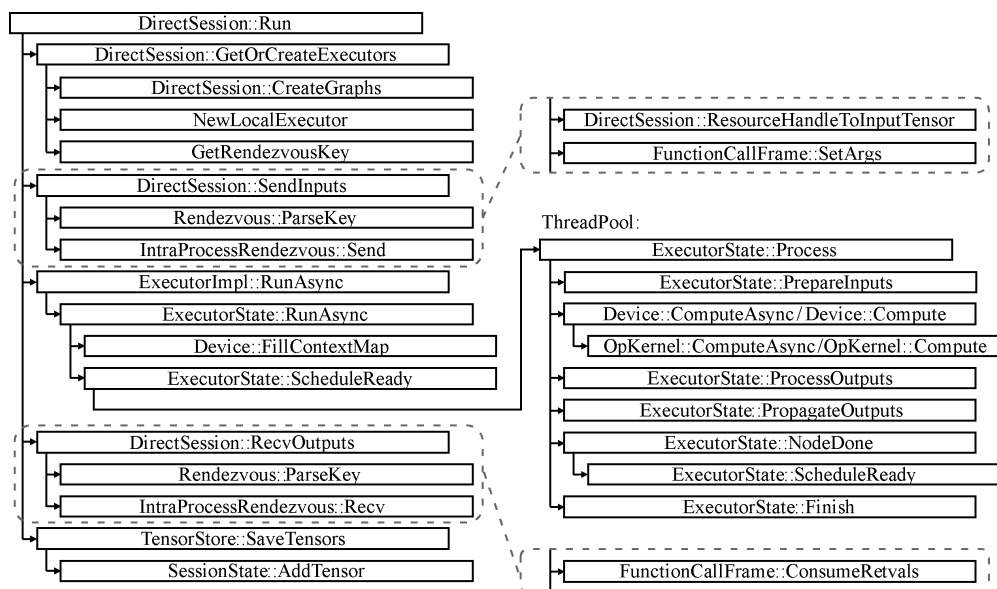 DirectSession::Run
DirectSession::GetOrCreateExecutors
DirectSession::CreateGraphs
NewLocalExecutor
GetRendezvousKey
DirectSession::SendInputs
Rendezvous::ParseKey
IntraProcessRendezvous::Send
ExecutorImpl::RunAsync
ExecutorState::RunAsync
Device::FillContextMap
ExecutorState::ScheduleReady
DirectSession::RecvOutputs
Rendezvous::ParseKey
IntraProcessRendezvous::Recv
TensorStore::SaveTensors
SessionState::AddTensor
DirectSession::ResourceHandleToInputTensor
FunctionCallFrame::SetArgs
ThreadPool:
ExecutorState::Process
ExecutorState::PrepareInputs
Device::ComputeAsync/Device::Compute
OpKernel::ComputeAsync/OpKernel::Compute
ExecutorState::ProcessOutputs
ExecutorState::PropagateOutputs
ExecutorState::NodeDone
ExecutorState::ScheduleReady
ExecutorState::Finish
FunctionCallFrame::ConsumeRetvals